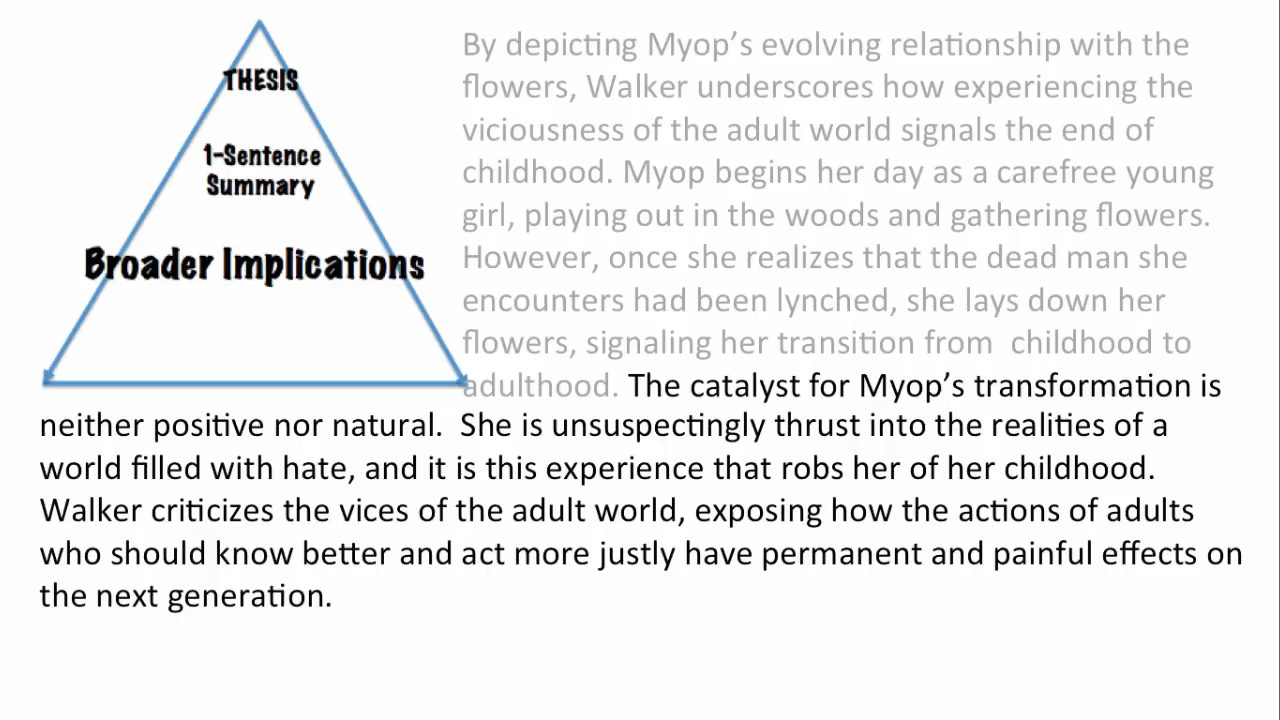 THESIS
1-Sentence
Summary
Broader Implications
By depicting Myop’s evolving relationship with the
flowers, Walker underscores how experiencing the
viciousness of the adult world signals the end of
childhood. Myop begins her day as a carefree young
girl, playing out in the woods and gathering flowers.
However, once she realizes that the dead man she
encounters had been lynched, she lays down her
flowers, signaling her transition from  childhood to
adulthood. The catalyst for Myop’s transformation is
neither positive nor natural.  She is unsuspectingly thrust into the realities of a
world filled with hate, and it is this experience that robs her of her childhood.
Walker criticizes the vices of the adult world, exposing how the actions of adults
who should know better and act more justly have permanent and painful effects on
the next generation.